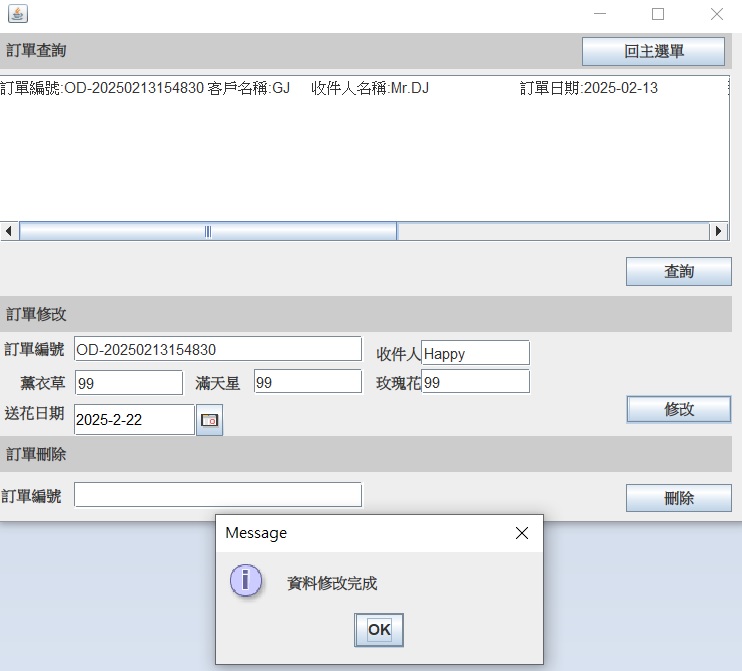 訂單查詢
回主選單
訂單編號:OD-20250213154830 客戶名稱:GJ 收件人名稱:Mr.DJ 訂單日期:2025-02-13
查詢
訂單修改
訂單編號 OD-20250213154830 收件人 Happy
薰衣草 99 滿天星 99 玫瑰花 99
送花日期 2025-2-22
修改
訂單刪除
訂單編號
刪除
Message
資料修改完成
OK